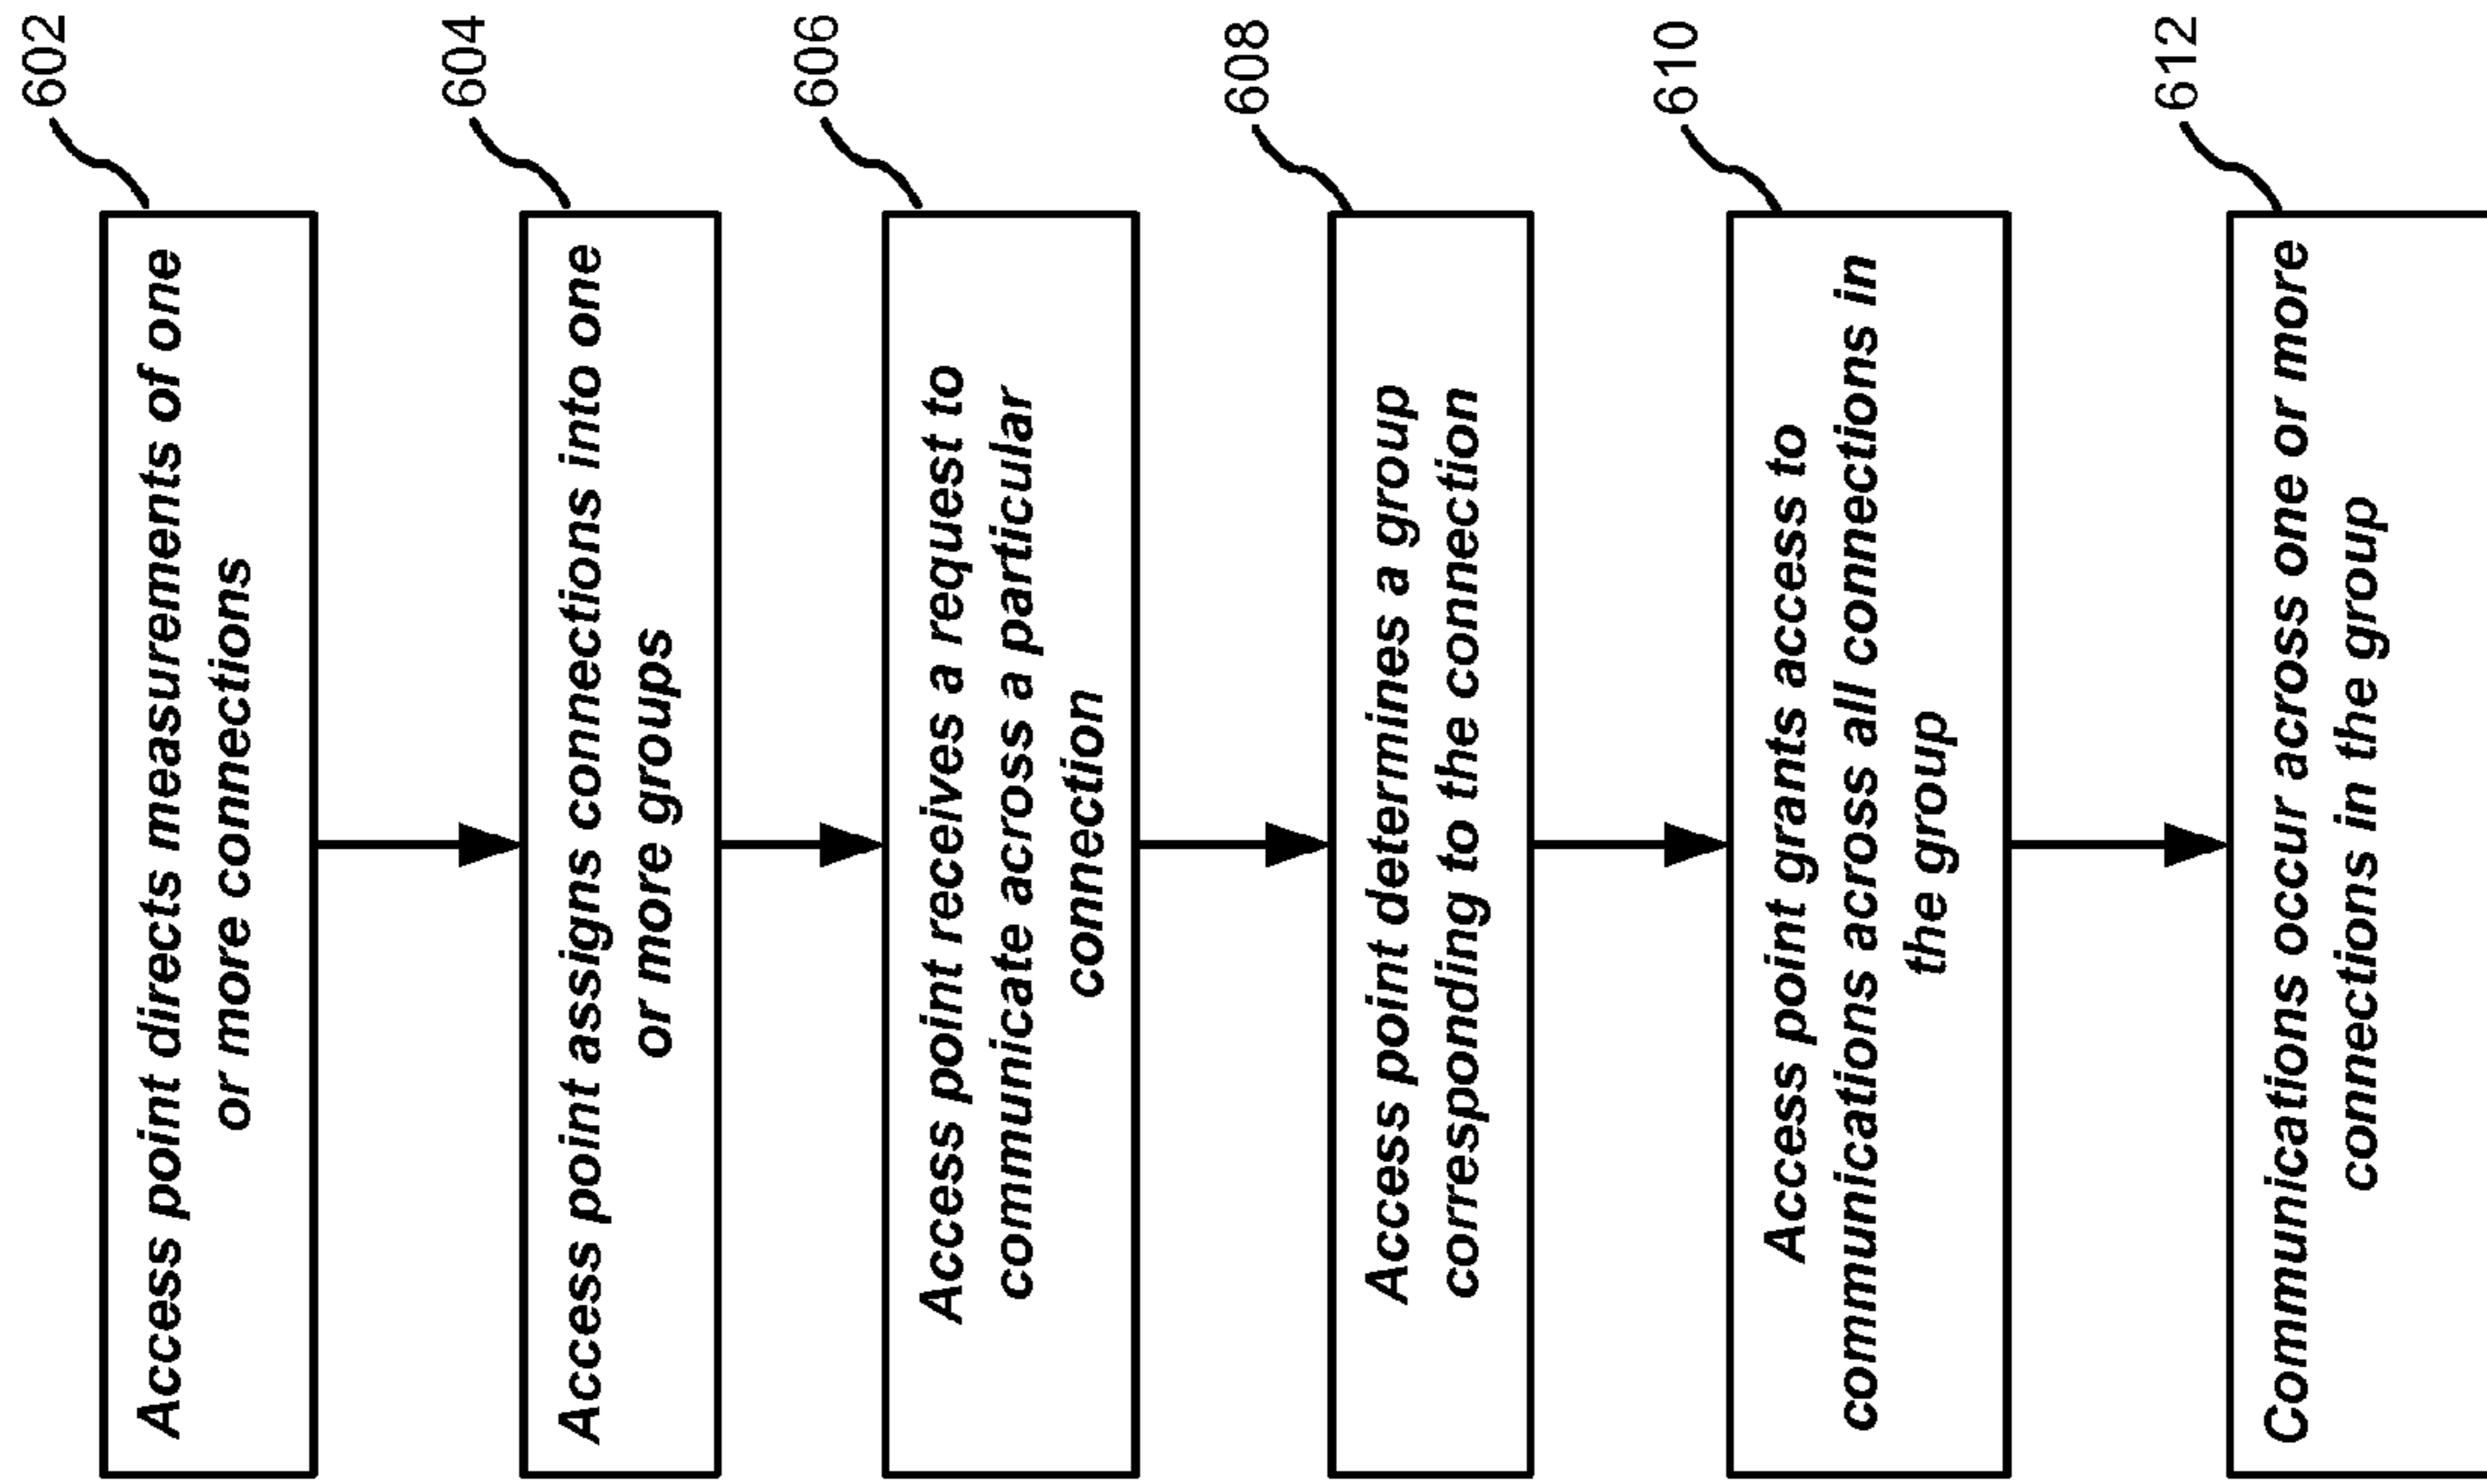 602
Access point directs measurements of one
or more connections
604
Access point assigns connections into one
or more groups
606
Access point receives a request to
communicate across a particular
connection
608
Access point determines a group
corresponding to the connection
610
Access point grants access to
communications across all connections in
the group
612
Communications occur across one or more
connections in the group